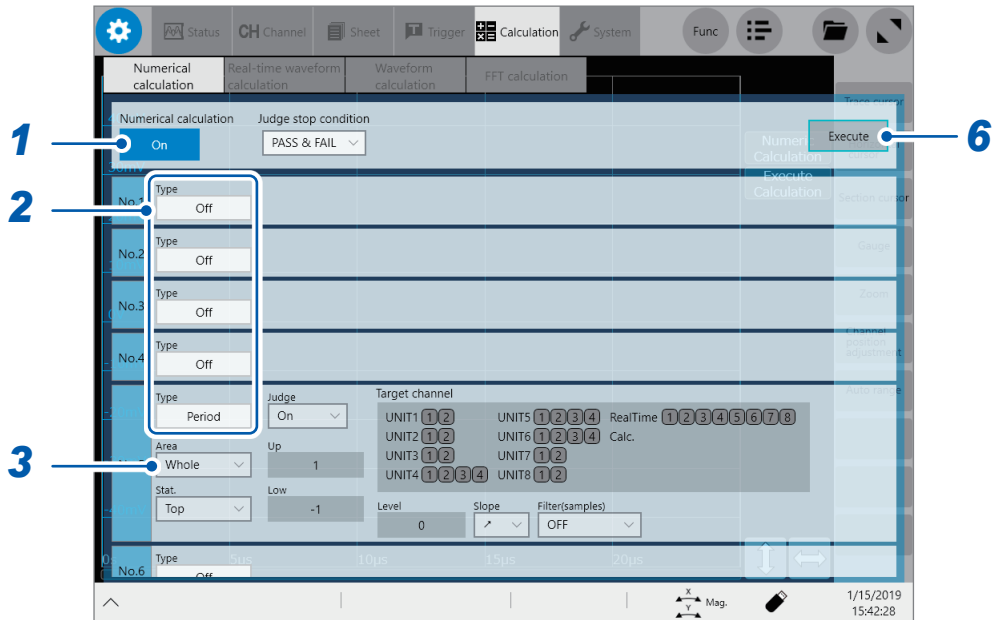 Status CH Channel Sheet Trigger Calculation System Func
Numerical calculation
Real-time waveform calculation
Waveform calculation
FFT calculation
Trace cursor
Numerical calculation Judge stop condition
1 On PASS & FAIL Execute 6
cursor
Calculation
Execute
Calculation
Section cursor
2
No.1 Type Off
Gauge
No.2 Type Off
Zoom
No.3 Type Off
Channel position adjustment
No.4 Type Off
Auto range
Type Judge Target channel
Period On
UNIT1 1 2 UNIT5 1 2 3 4 RealTime 1 2 3 4 5 6 7 8
UNIT2 1 2 UNIT6 1 2 3 4 Calc.
UNIT3 1 2 UNIT7 1 2
UNIT4 1 2 3 4 UNIT8 1 2
Area Up
3 Whole 1
Stat. Low Level Slope Filter(samples)
Top -1 0 ↗ OFF
0s 5us 10µs 15µs 20µs
No.6 Type Off
X Y Mag. 1/15/2019
15:42:28